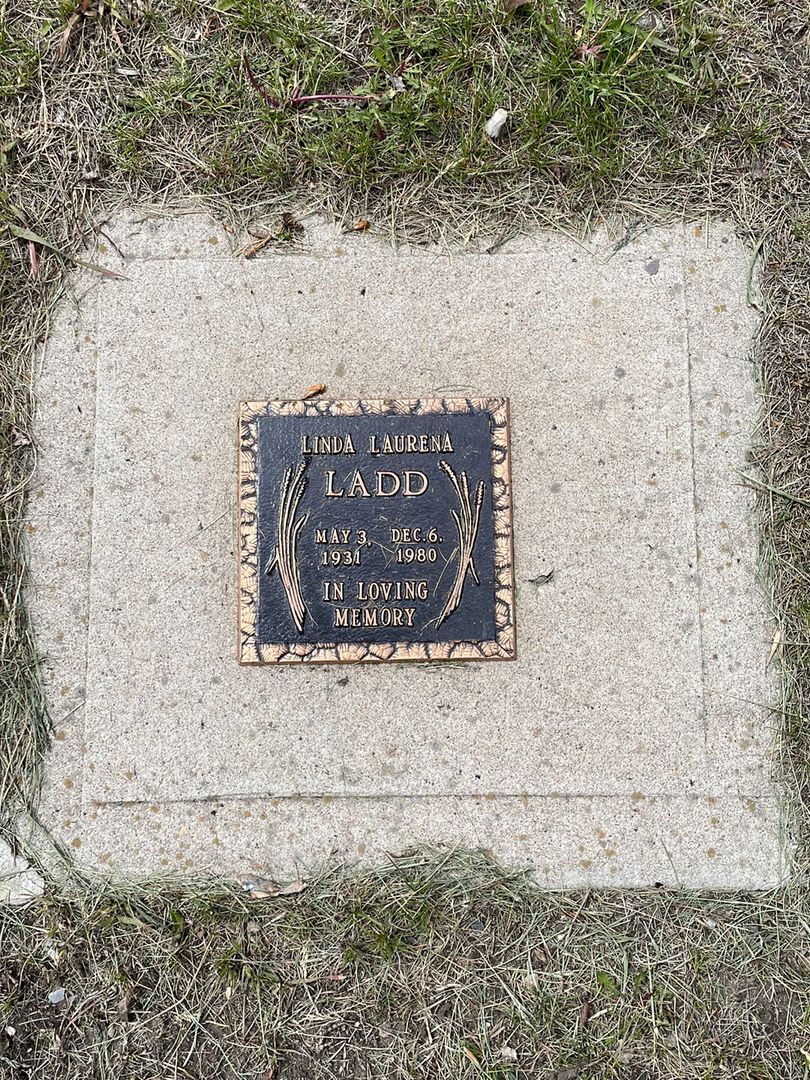 LINDA LAURENA
LADD
MAY 3, DEC. 6,
1931 1980
IN LOVING
MEMORY